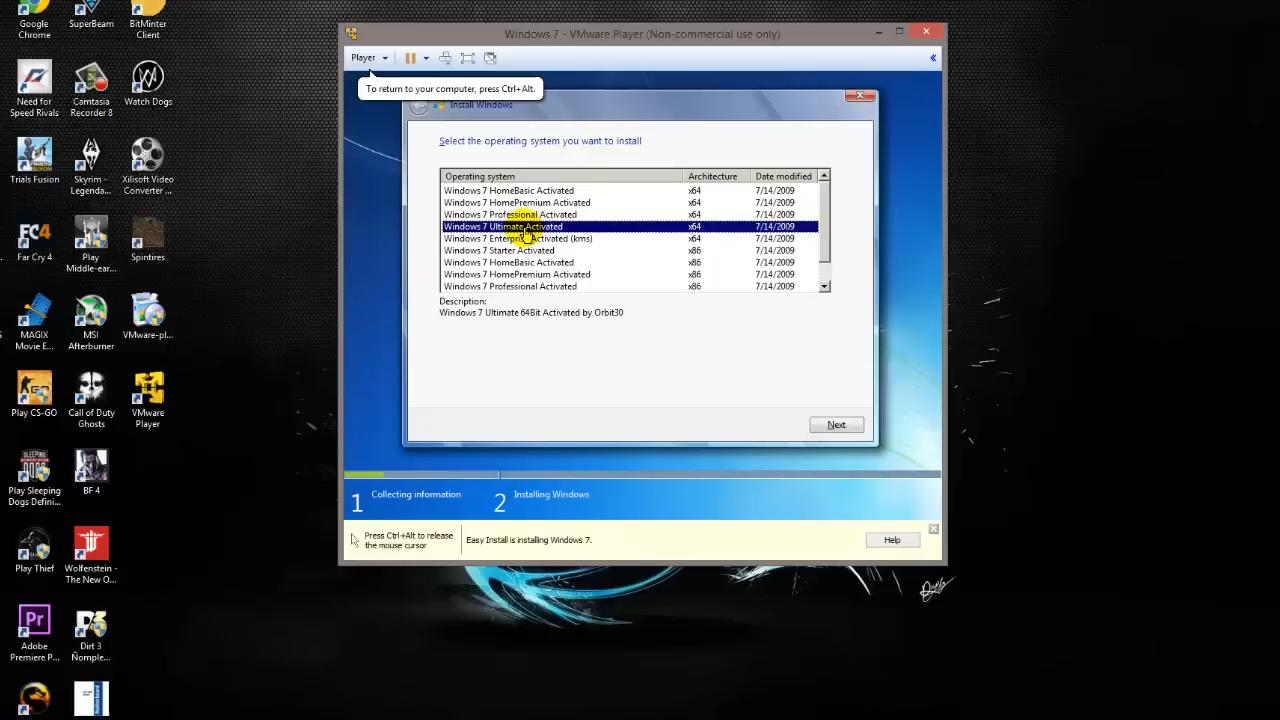 Google
Chrome
SuperBeam
BitMinter
Client
Need for
Speed Rivals
Camtasia
Recorder 8
Watch Dogs
Trials Fusion
Skyrim -
Legenda...
Xilisoft Video
Converter ...
FC4
Far Cry 4
Play
Middle-ear...
Spintires
MAGIX
Movie E...
MSI
Afterburner
VMware-pl...
Play CS-GO
Call of Duty
Ghosts
VMware
Player
Play Sleeping
Dogs Defini...
BF 4
Play Thief
Wolfenstein
- The New O...
Pr
Adobe
Premiere P...
Dirt 3
Ñomple...
Windows 7 - VMware Player (Non-commercial use only)
Player
To return to your computer, press Ctrl+Alt.
Install Windows
Select the operating system you want to install
Operating system Architecture Date modified
Windows 7 HomeBasic Activated x64 7/14/2009
Windows 7 HomePremium Activated x64 7/14/2009
Windows 7 Professional Activated x64 7/14/2009
Windows 7 Ultimate Activated x64 7/14/2009
Windows 7 Enterprise Activated (kms) x64 7/14/2009
Windows 7 Starter Activated x86 7/14/2009
Windows 7 HomeBasic Activated x86 7/14/2009
Windows 7 HomePremium Activated x86 7/14/2009
Windows 7 Professional Activated x86 7/14/2009
Description:
Windows 7 Ultimate 64Bit Activated by Orbit30
Next
1 Collecting information 2 Installing Windows
Press Ctrl+Alt to release
the mouse cursor
Easy Install is installing Windows 7.
Help